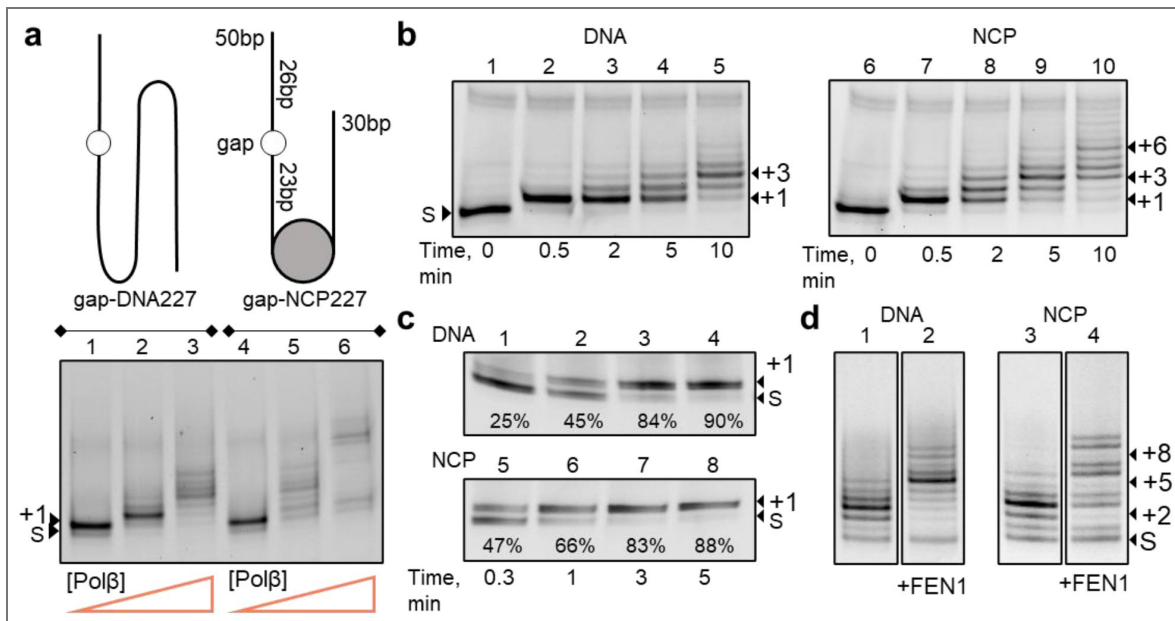 a
50bp
26bp
gap
23bp
30bp
gap-DNA227
gap-NCP227
1 2 3 4 5 6
+1
S
[Polβ]
[Polβ]
b
DNA
1 2 3 4 5
S
+3
+1
Time, 0 0.5 2 5 10
min
NCP
6 7 8 9 10
+6
+3
+1
Time, 0 0.5 2 5 10
min
c
DNA 1 2 3 4
+1
S
25% 45% 84% 90%
NCP 5 6 7 8
+1
S
47% 66% 83% 88%
Time, 0.3 1 3 5
min
d
DNA NCP
1 2 3 4
+8
+5
+2
S
+FEN1 +FEN1